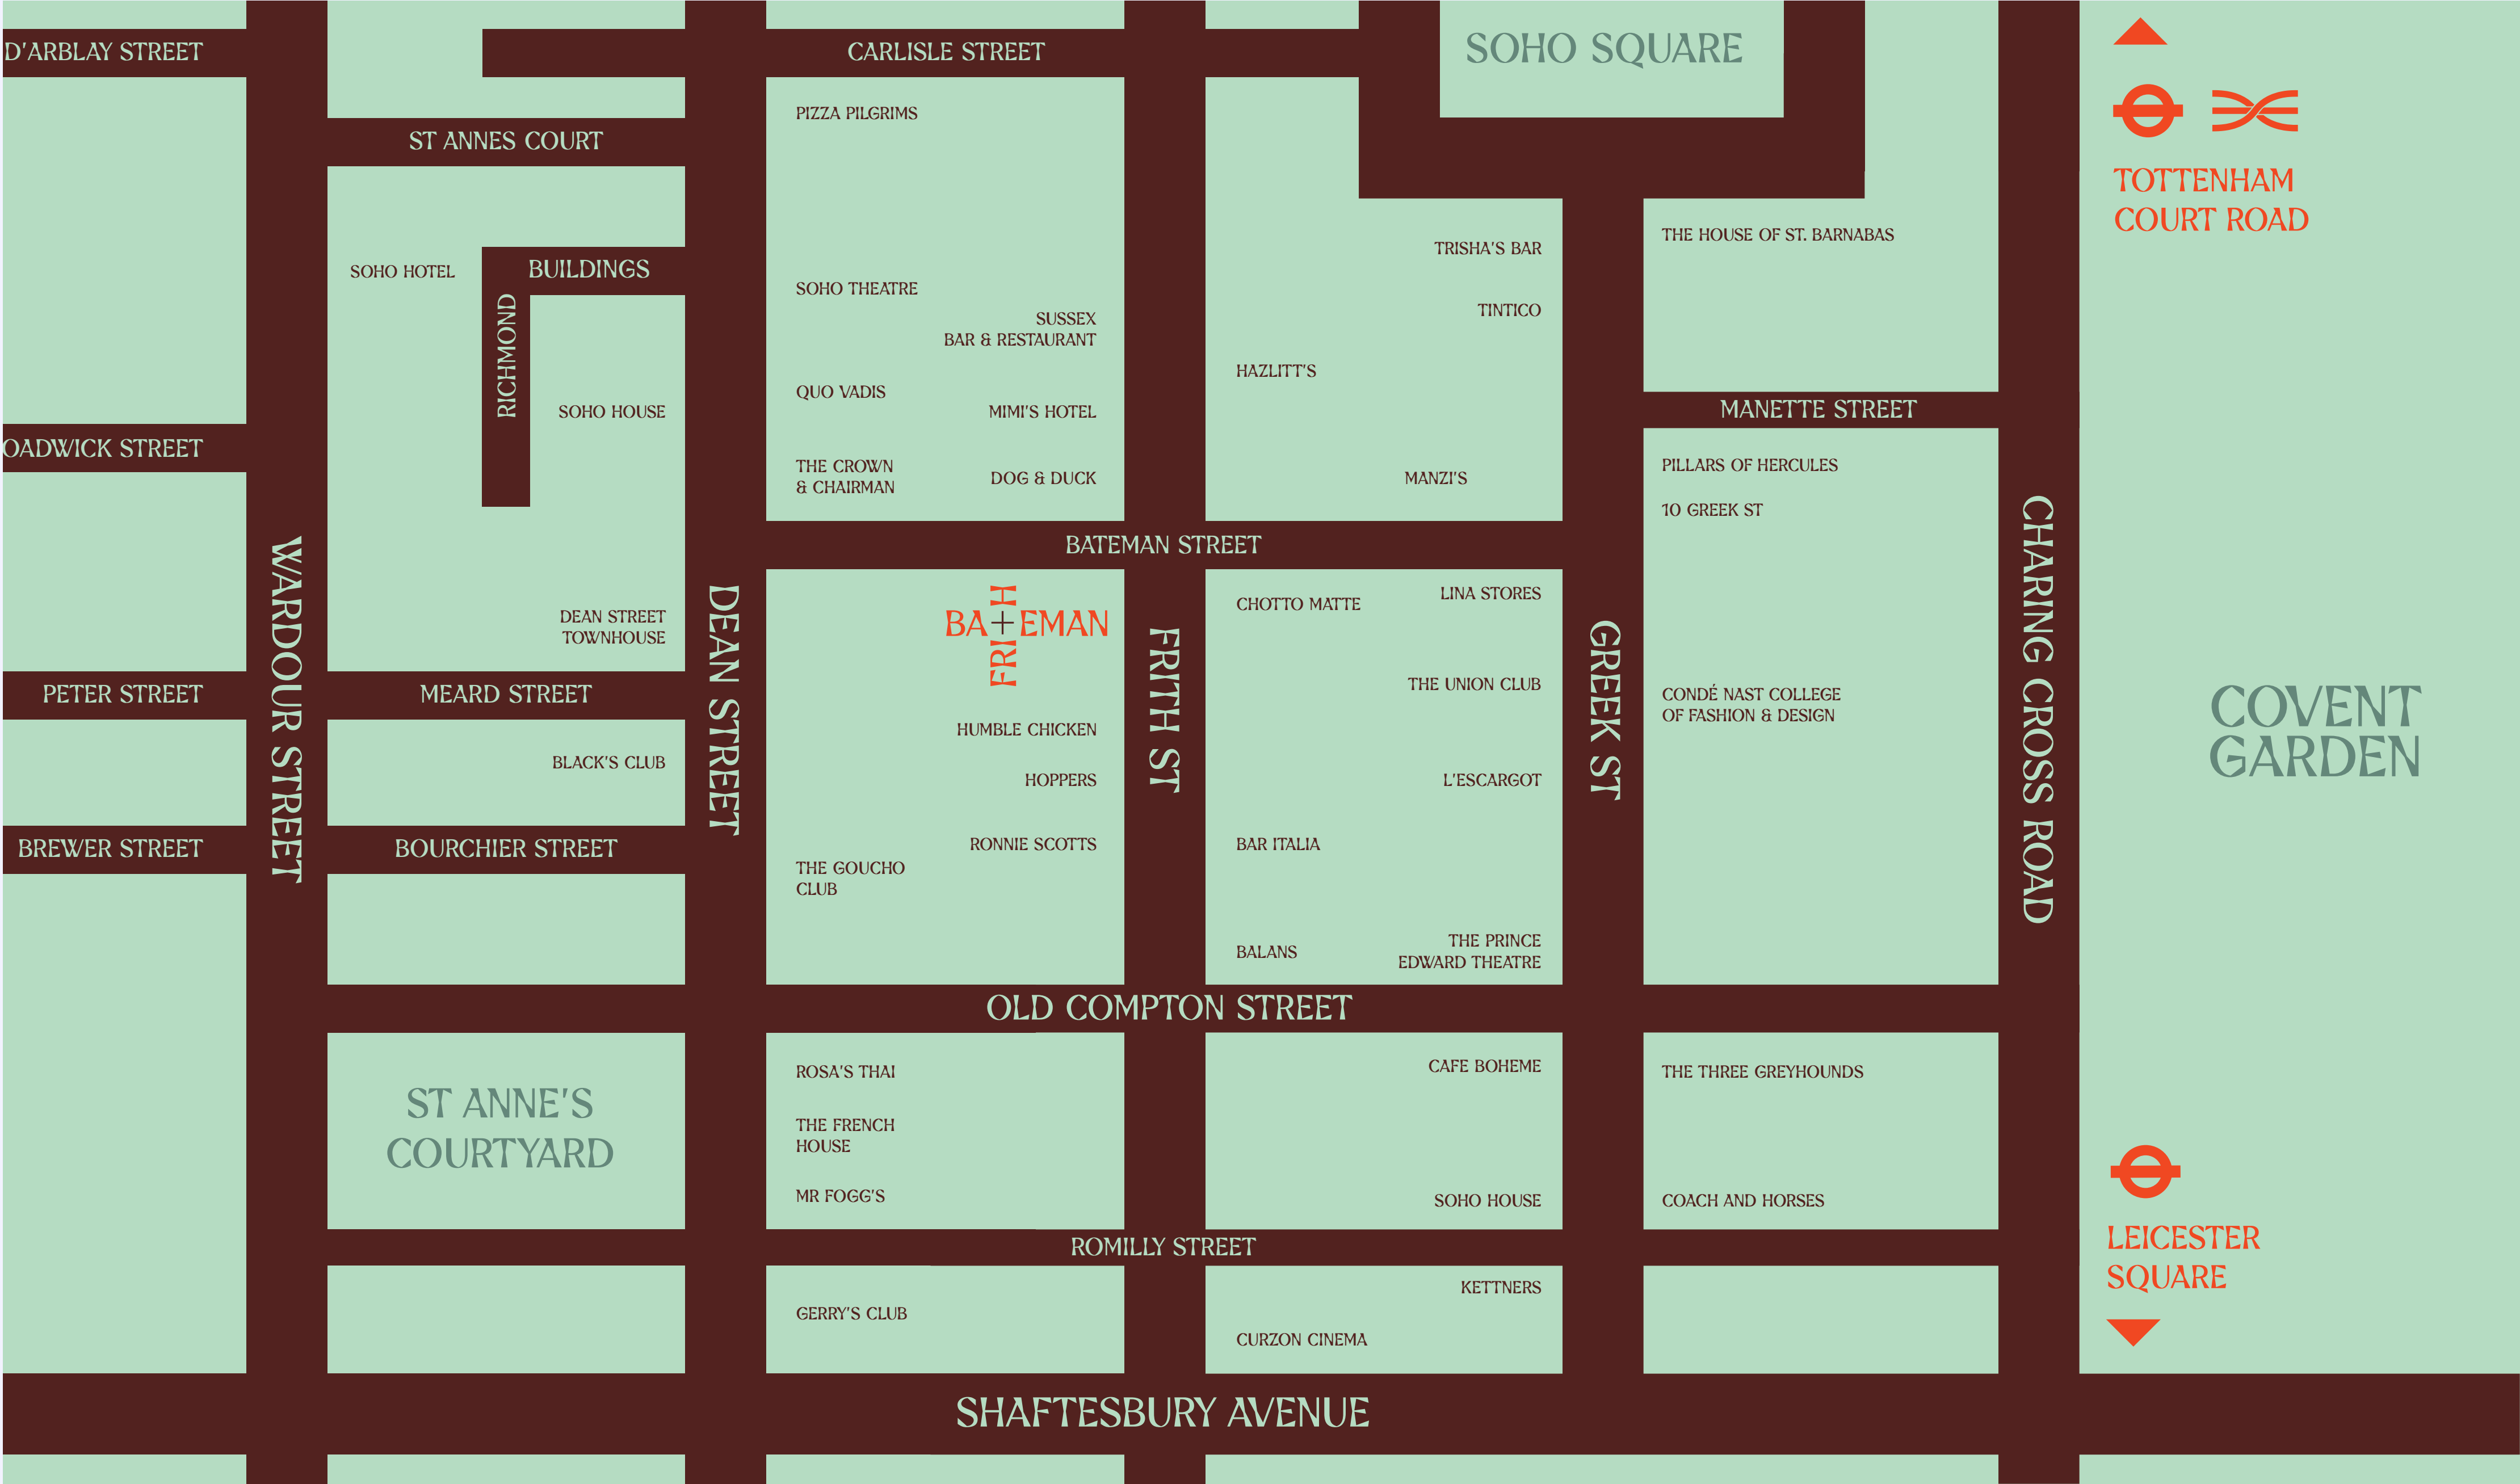 D'ARBLAY STREET
CARLISLE STREET
SOHO SQUARE
ST ANNES COURT
PIZZA PILGRIMS
TOTTENHAM
COURT ROAD
THE HOUSE OF ST. BARNABAS
TRISHA'S BAR
SOHO HOTEL
BUILDINGS
RICHMOND
SOHO THEATRE
TINTICO
SUSSEX
BAR & RESTAURANT
HAZLITT'S
QUO VADIS
MIMI'S HOTEL
SOHO HOUSE
MANETTE STREET
OADWICK STREET
THE CROWN
& CHAIRMAN
DOG & DUCK
MANZI'S
PILLARS OF HERCULES
10 GREEK ST
BATEMAN STREET
WARDOUR STREET
DEAN STREET
FRITH ST
GREEK ST
CHARING CROSS ROAD
BA+EMAN
FRI+H
CHOTTO MATTE
LINA STORES
DEAN STREET
TOWNHOUSE
PETER STREET
MEARD STREET
THE UNION CLUB
CONDÉ NAST COLLEGE
OF FASHION & DESIGN
COVENT
GARDEN
HUMBLE CHICKEN
BLACK'S CLUB
HOPPERS
L'ESCARGOT
BREWER STREET
BOURCHIER STREET
RONNIE SCOTTS
BAR ITALIA
THE GOUCHO
CLUB
BALANS
THE PRINCE
EDWARD THEATRE
OLD COMPTON STREET
ROSA'S THAI
CAFE BOHEME
THE THREE GREYHOUNDS
ST ANNE'S
COURTYARD
THE FRENCH
HOUSE
MR FOGG'S
SOHO HOUSE
COACH AND HORSES
LEICESTER
SQUARE
ROMILLY STREET
KETTNERS
GERRY'S CLUB
CURZON CINEMA
SHAFTESBURY AVENUE